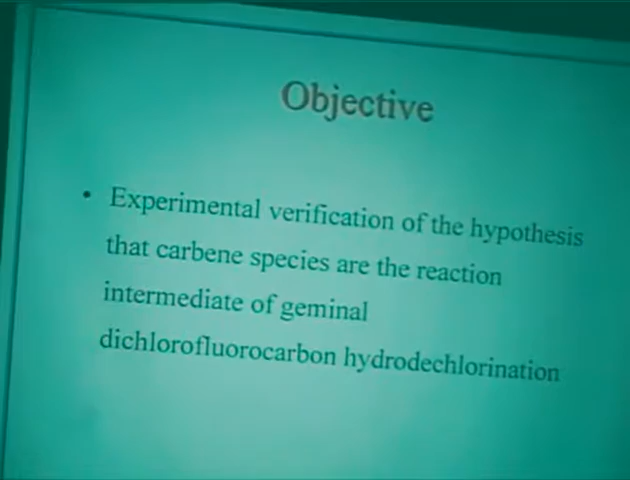 Objective
• Experimental verification of the hypothesis
that carbene species are the reaction
intermediate of geminal
dichlorofluorocarbon hydrodechlorination